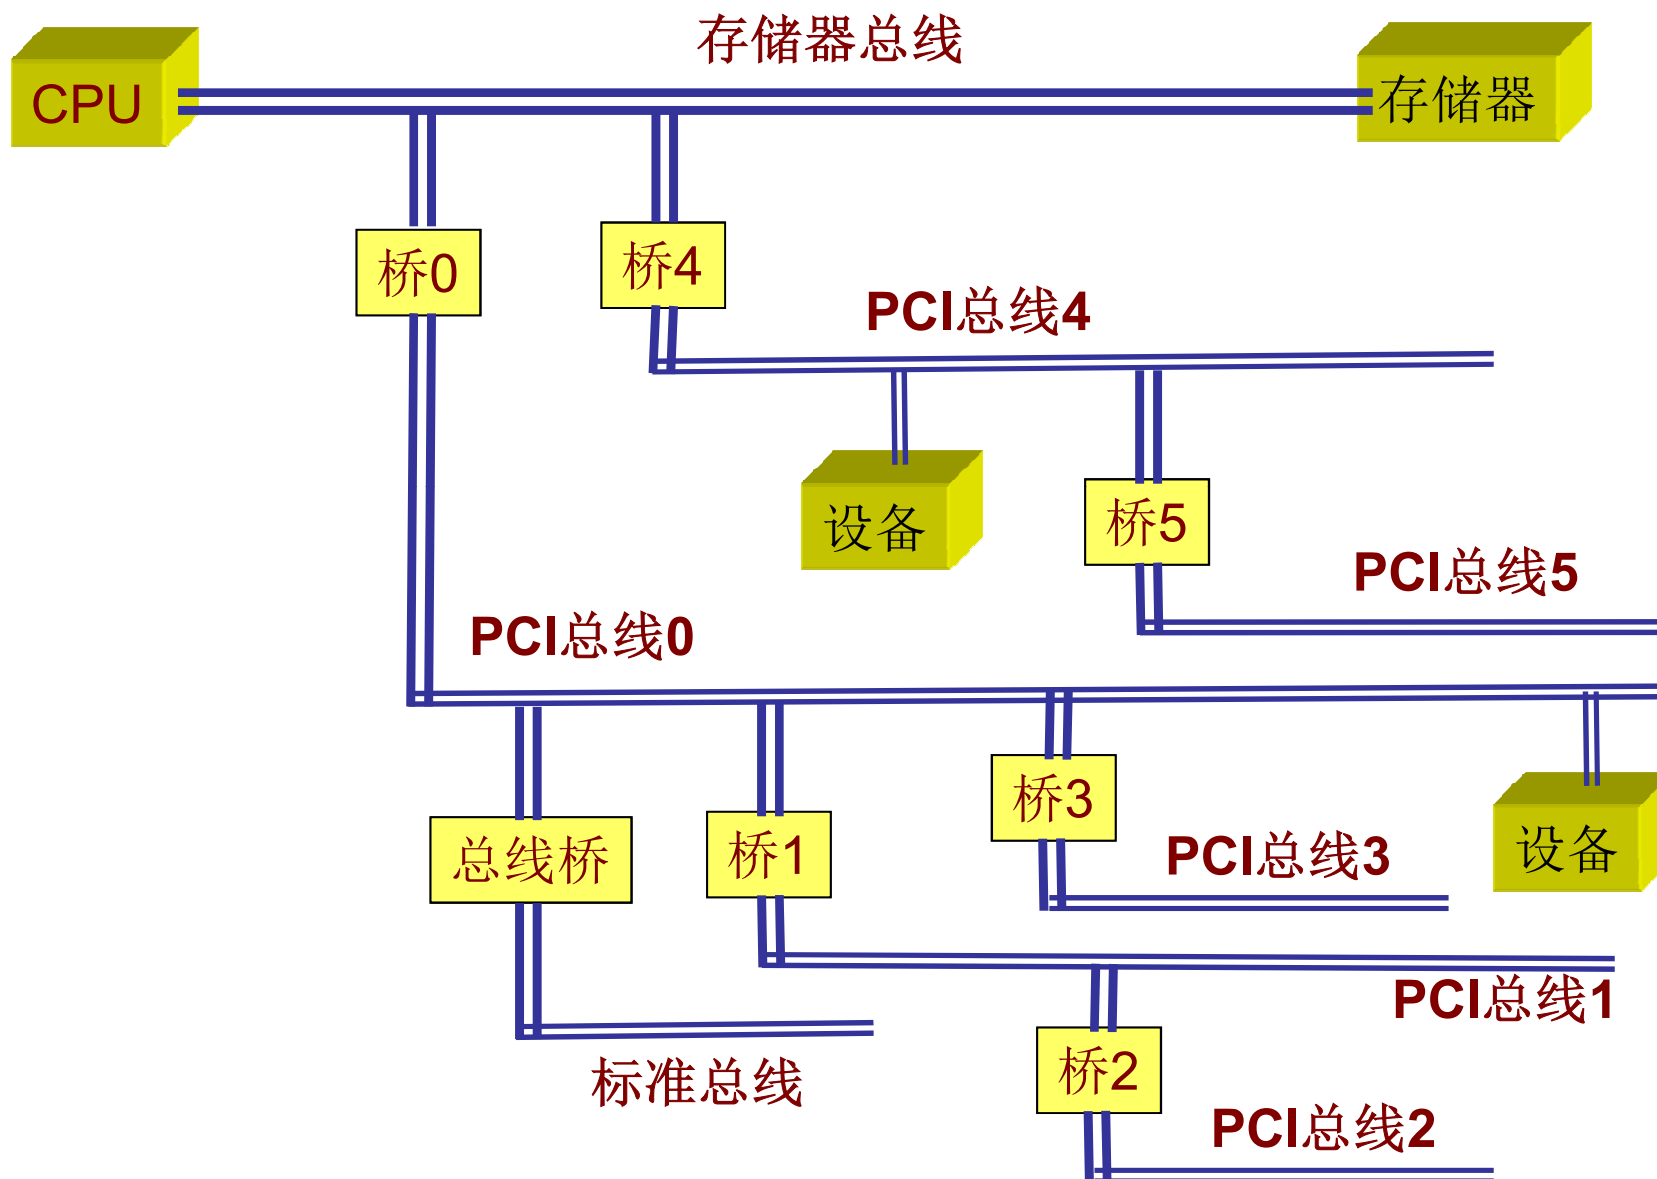 存储器总线
CPU
存储器
桥0
桥4
PCI总线4
设备
桥5
PCI总线5
PCI总线0
总线桥
桥1
桥3
PCI总线3
设备
PCI总线1
标准总线
桥2
PCI总线2